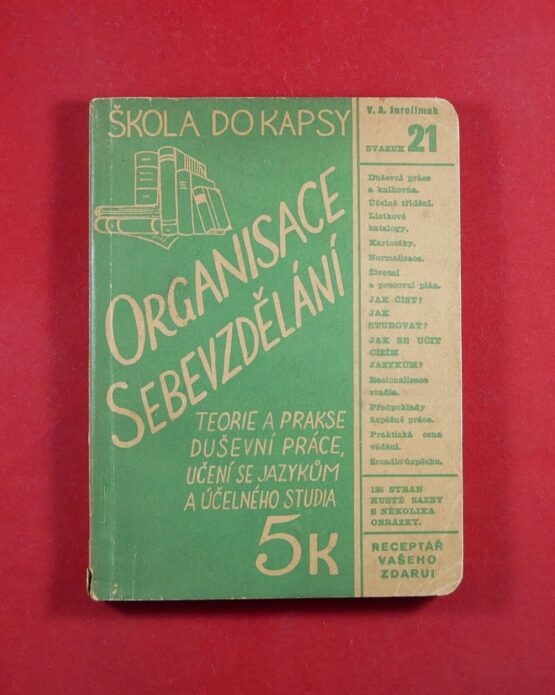 ŠKOLA DO KAPSY
ORGANISACE
SEBEVZDĚLÁNÍ
TEORIE A PRAKSE
DUŠEVNÍ PRÁCE,
UČENÍ SE JAZYKŮM
A ÚČELNÉHO STUDIA
5K
V. A. Jarolímek
SVAZEK 21
Duševní práce
a knihovna.
Účelné třídění.
Lístkové
katalogy.
Kartotéky.
Normalisace.
Životní
a pracovní plán.
JAK ČÍST?
JAK
STUDOVAT?
JAK SE UČIT
CIZÍM
JAZYKŮM?
Racionalisace
studia.
Předpoklady
úspěšné práce.
Praktická cena
vědění.
Zrcadlo úspěchu.
STRAN
HUSTÉ SAZBY
S NĚKOLIKA
OBRÁZKY.
RECEPTÁŘ
VAŠEHO
ZDARU!